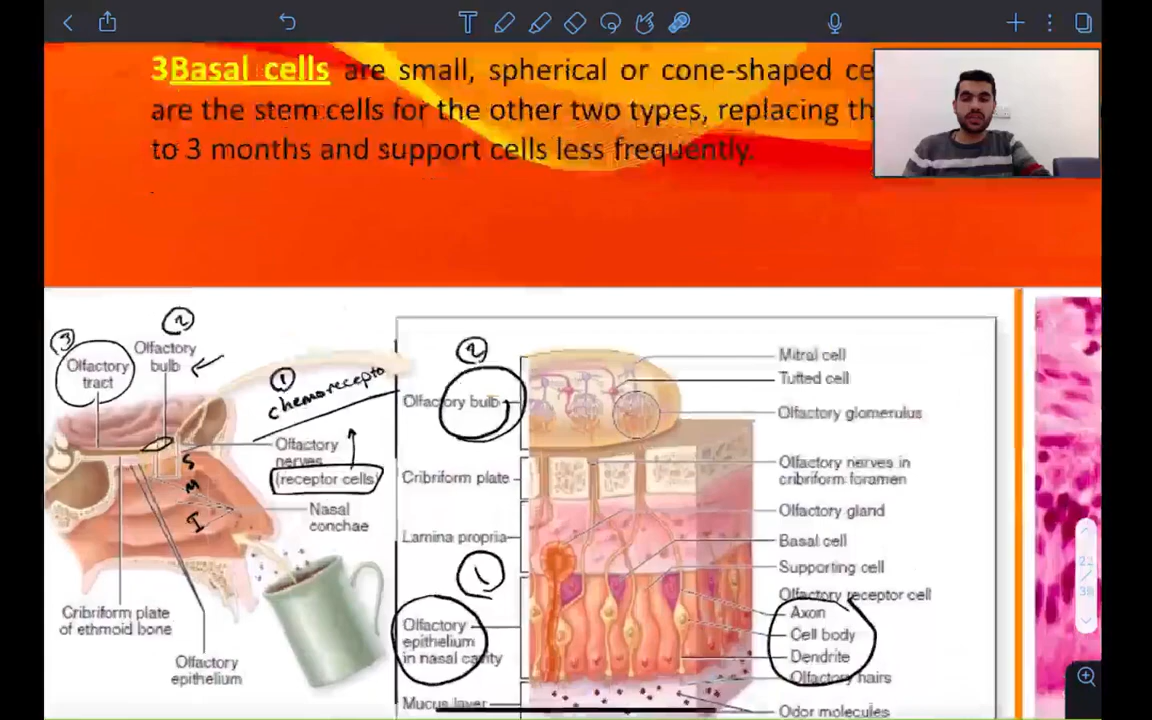 3Basal cells are small, spherical or cone-shaped ce
are the stem cells for the other two types, replacing th
to 3 months and support cells less frequently.
.
3
2
Olfactory
tract
Olfactory
bulb
1
chemorecepto
Olfactory
nerves
(receptor cells)
S
M
I
Nasal
conchae
Cribriform plate
of ethmoid bone
Olfactory
epithelium
2
Olfactory bulb
Cribriform plate
Lamina propria
1
Olfactory
epithelium
in nasal cavity
Mucus layer
Mitral cell
Tufted cell
Olfactory glomerulus
Olfactory nerves in
cribriform foramen
Olfactory gland
Basal cell
Supporting cell
Olfactory receptor cell
Axon
Cell body
Dendrite
Olfactory hairs
Odor molecules